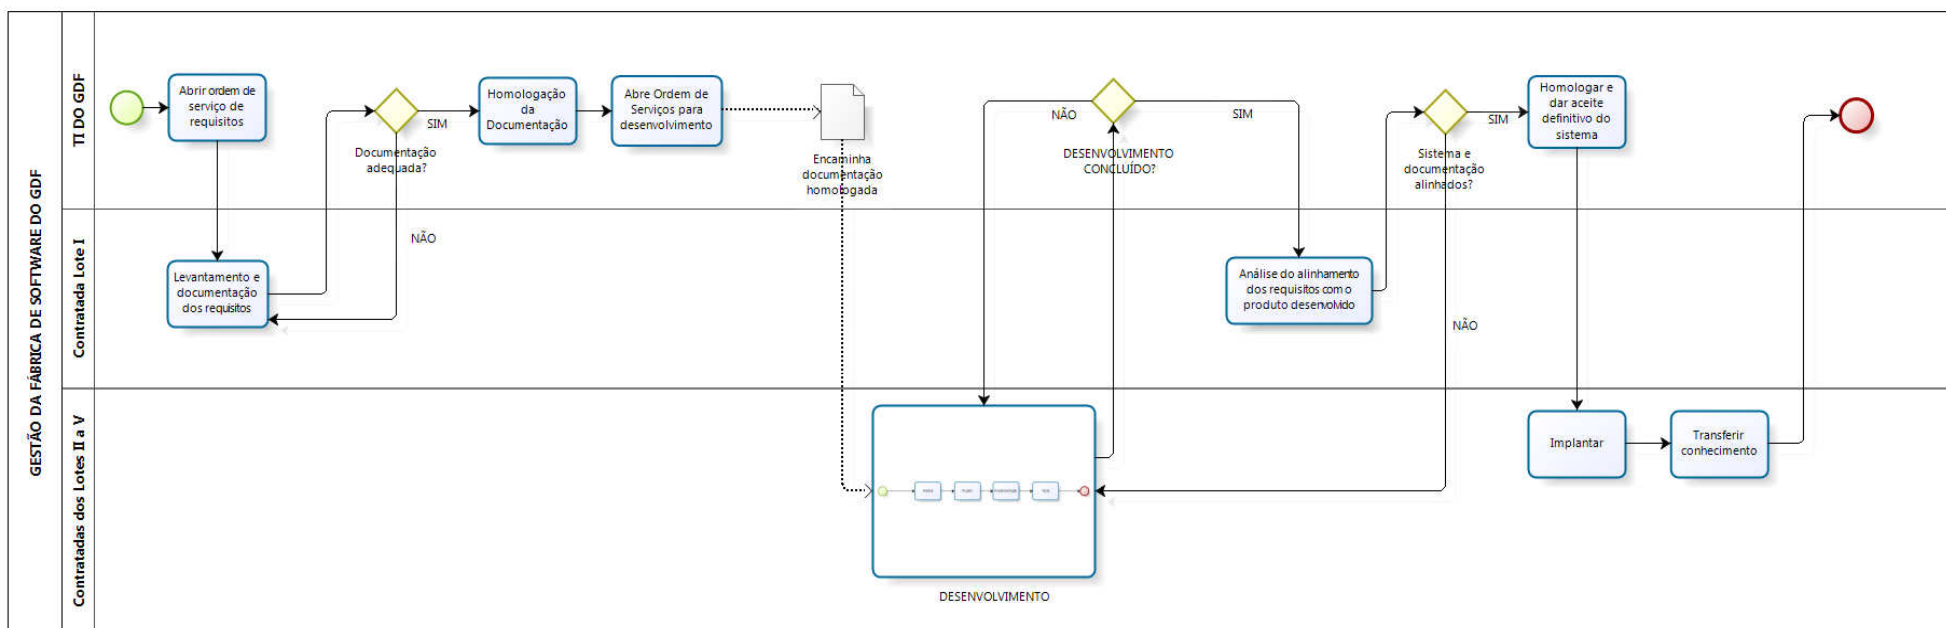 GESTÃO DA FÁBRICA DE SOFTWARE DO GDF
TI DO GDF
Abrir ordem de
serviço de
requisitos
SIM
Documentação
adequada?
Homologação
da
Documentação
Abre Ordem de
Serviços para
desenvolvimento
Encaminha
documentação
homologada
NÃO
SIM
DESENVOLVIMENTO
CONCLUÍDO?
SIM
Sistema e
documentação
alinhados?
Homologar e
dar aceite
definitivo do
sistema
Contratada Lote I
Levantamento e
documentação
dos requisitos
NÃO
Análise do alinhamento
dos requisitos com o
produto desenvolvido
NÃO
Contratadas dos Lotes II a V
DESENVOLVIMENTO
Implantar
Transferir
conhecimento